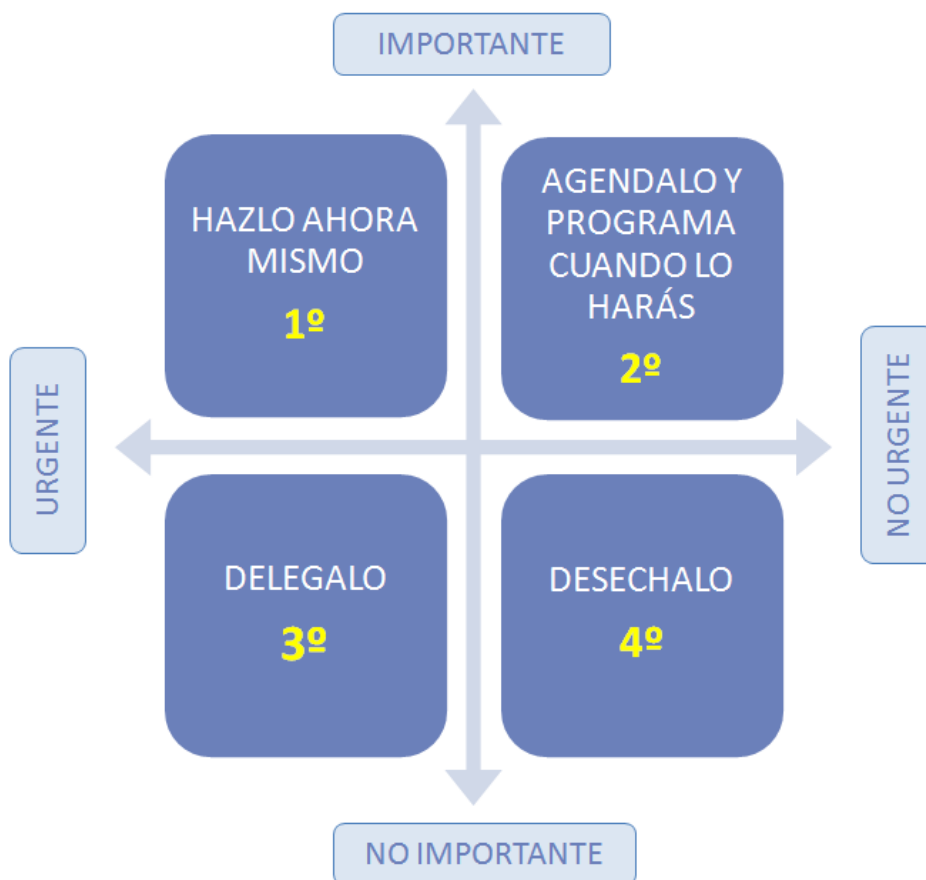 IMPORTANTE
HAZLO AHORA
MISMO
1º
AGENDALO Y
PROGRAMA
CUANDO LO
HARÁS
2º
URGENTE
NO URGENTE
DELEGALO
3º
DESECHALO
4º
NO IMPORTANTE